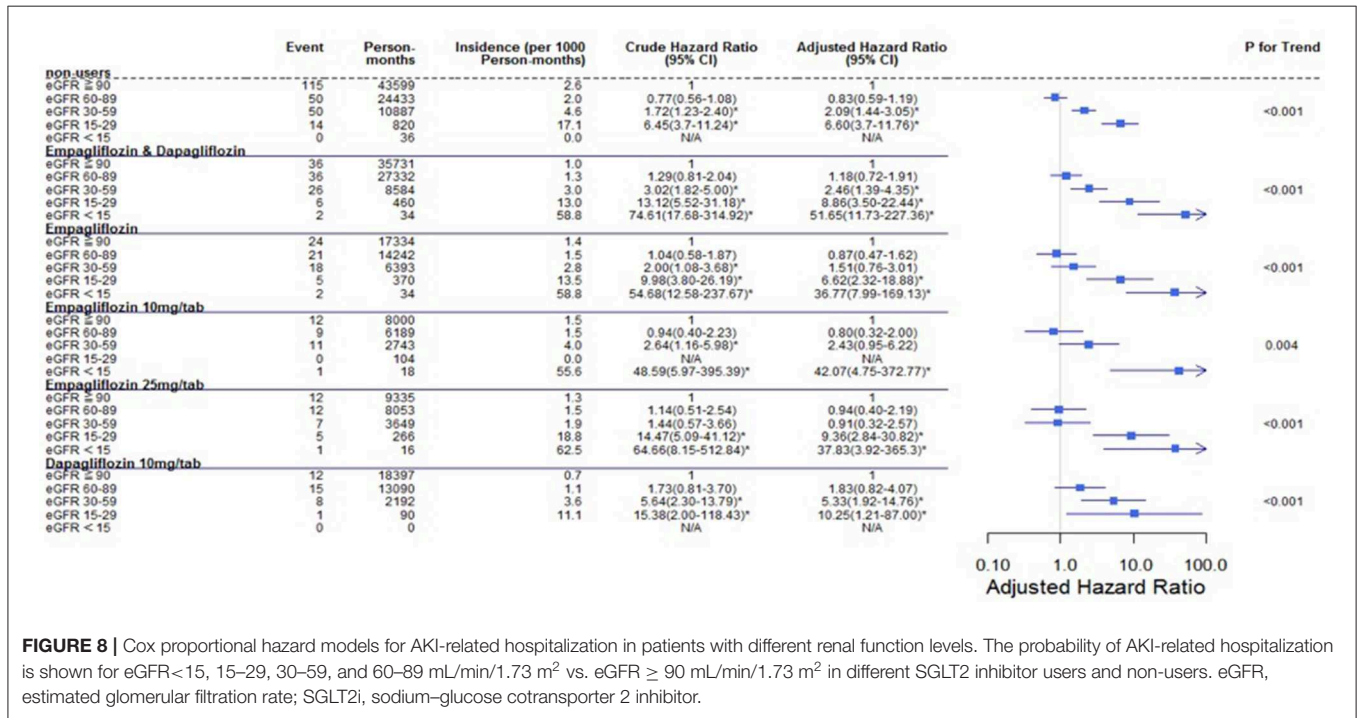 Event Person-months Incidence (per 1000 Person-months) Crude Hazard Ratio (95% CI) Adjusted Hazard Ratio (95% CI) P for Trend
non-users
eGFR ≧ 90 115 43599 2.6 1 1
eGFR 60-89 50 24433 2.0 0.77(0.56-1.08) 0.83(0.59-1.19)
eGFR 30-59 50 10887 4.6 1.72(1.23-2.40)* 2.09(1.44-3.05)* <0.001
eGFR 15-29 14 820 17.1 6.45(3.7-11.24)* 6.60(3.7-11.76)*
eGFR < 15 0 36 0.0 N/A N/A
Empagliflozin & Dapagliflozin
eGFR ≧ 90 36 35731 1.0 1 1
eGFR 60-89 36 27332 1.3 1.29(0.81-2.04) 1.18(0.72-1.91)
eGFR 30-59 26 8584 3.0 3.02(1.82-5.00)* 2.46(1.39-4.35)* <0.001
eGFR 15-29 6 460 13.0 13.12(5.52-31.18)* 8.86(3.50-22.44)*
eGFR < 15 2 34 58.8 74.61(17.68-314.92)* 51.65(11.73-227.36)*
Empagliflozin
eGFR ≧ 90 24 17334 1.4 1 1
eGFR 60-89 21 14242 1.5 1.04(0.58-1.87) 0.87(0.47-1.62)
eGFR 30-59 18 6393 2.8 2.00(1.08-3.68)* 1.51(0.76-3.01) <0.001
eGFR 15-29 5 370 13.5 9.98(3.80-26.19)* 6.62(2.32-18.88)*
eGFR < 15 2 34 58.8 54.68(12.58-237.67)* 36.77(7.99-169.13)*
Empagliflozin 10mg/tab
eGFR ≧ 90 12 8000 1.5 1 1
eGFR 60-89 9 6189 1.5 0.94(0.40-2.23) 0.80(0.32-2.00)
eGFR 30-59 11 2743 4.0 2.64(1.16-5.98)* 2.43(0.95-6.22) 0.004
eGFR 15-29 0 104 0.0 N/A N/A
eGFR < 15 1 18 55.6 48.59(5.97-395.39)* 42.07(4.75-372.77)*
Empagliflozin 25mg/tab
eGFR ≧ 90 12 9335 1.3 1 1
eGFR 60-89 12 8053 1.5 1.14(0.51-2.54) 0.94(0.40-2.19)
eGFR 30-59 7 3649 1.9 1.44(0.57-3.66) 0.91(0.32-2.57) <0.001
eGFR 15-29 5 266 18.8 14.47(5.09-41.12)* 9.36(2.84-30.82)*
eGFR < 15 1 16 62.5 64.66(8.15-512.84)* 37.83(3.92-365.3)*
Dapagliflozin 10mg/tab
eGFR ≧ 90 12 18397 0.7 1 1
eGFR 60-89 15 13090 1.1 1.73(0.81-3.70) 1.83(0.82-4.07)
eGFR 30-59 8 2192 3.6 5.64(2.30-13.79)* 5.33(1.92-14.76)* <0.001
eGFR 15-29 1 90 11.1 15.38(2.00-118.43)* 10.25(1.21-87.00)*
eGFR < 15 0 0 N/A N/A
0.10 1.0 10.0 100.0
Adjusted Hazard Ratio
FIGURE 8 | Cox proportional hazard models for AKI-related hospitalization in patients with different renal function levels. The probability of AKI-related hospitalization
is shown for eGFR<15, 15–29, 30–59, and 60–89 mL/min/1.73 m² vs. eGFR ≥ 90 mL/min/1.73 m² in different SGLT2 inhibitor users and non-users. eGFR,
estimated glomerular filtration rate; SGLT2i, sodium–glucose cotransporter 2 inhibitor.